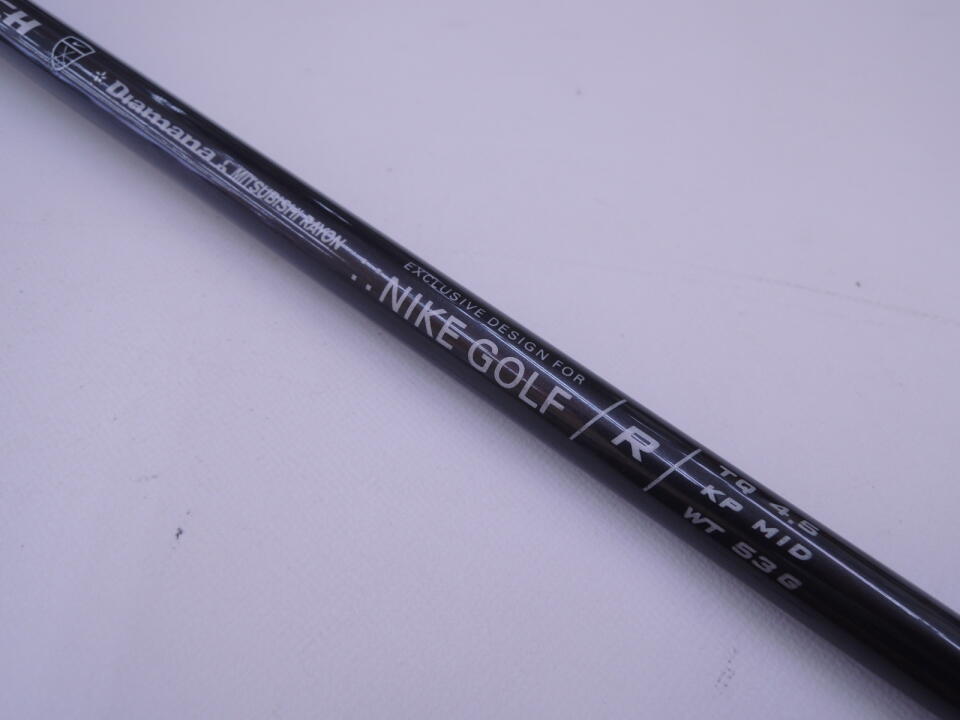 Diamana
MITSUBISHI RAYON
EXCLUSIVE DESIGN FOR
NIKE GOLF
R
TQ 4.5
KP MID
WT 53G